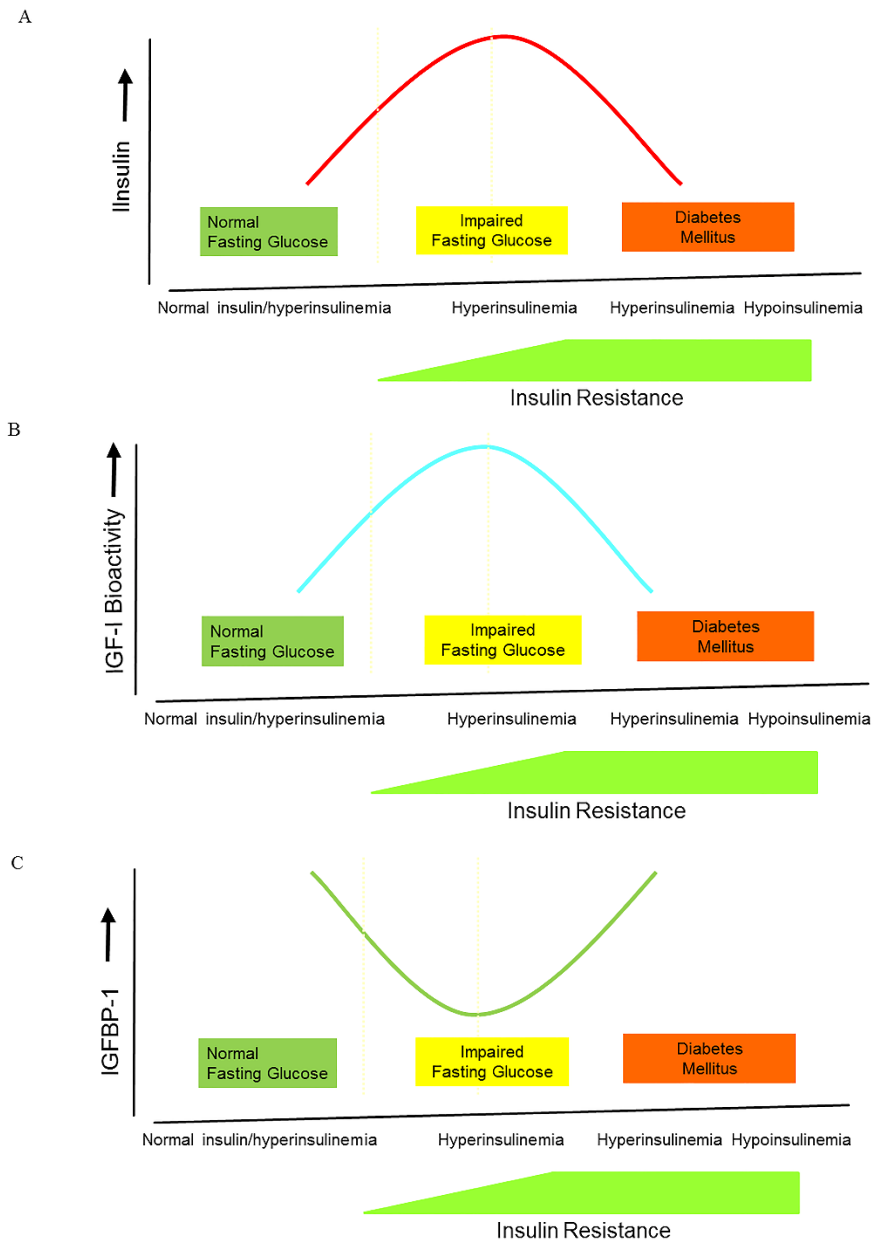 A
IInsulin
Normal
Fasting Glucose
Impaired
Fasting Glucose
Diabetes
Mellitus
Normal insulin/hyperinsulinemia Hyperinsulinemia Hyperinsulinemia Hypoinsulinemia
Insulin Resistance
B
IGF-I Bioactivity
Normal
Fasting Glucose
Impaired
Fasting Glucose
Diabetes
Mellitus
Normal insulin/hyperinsulinemia Hyperinsulinemia Hyperinsulinemia Hypoinsulinemia
Insulin Resistance
C
IGFBP-1
Normal
Fasting Glucose
Impaired
Fasting Glucose
Diabetes
Mellitus
Normal insulin/hyperinsulinemia Hyperinsulinemia Hyperinsulinemia Hypoinsulinemia
Insulin Resistance